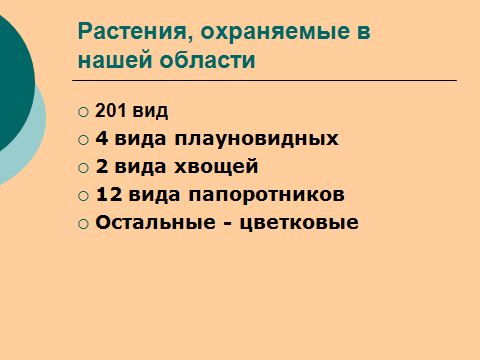 Растения, охраняемые в
нашей области
201 вид
4 вида плауновидных
2 вида хвощей
12 вида папоротников
Остальные - цветковые